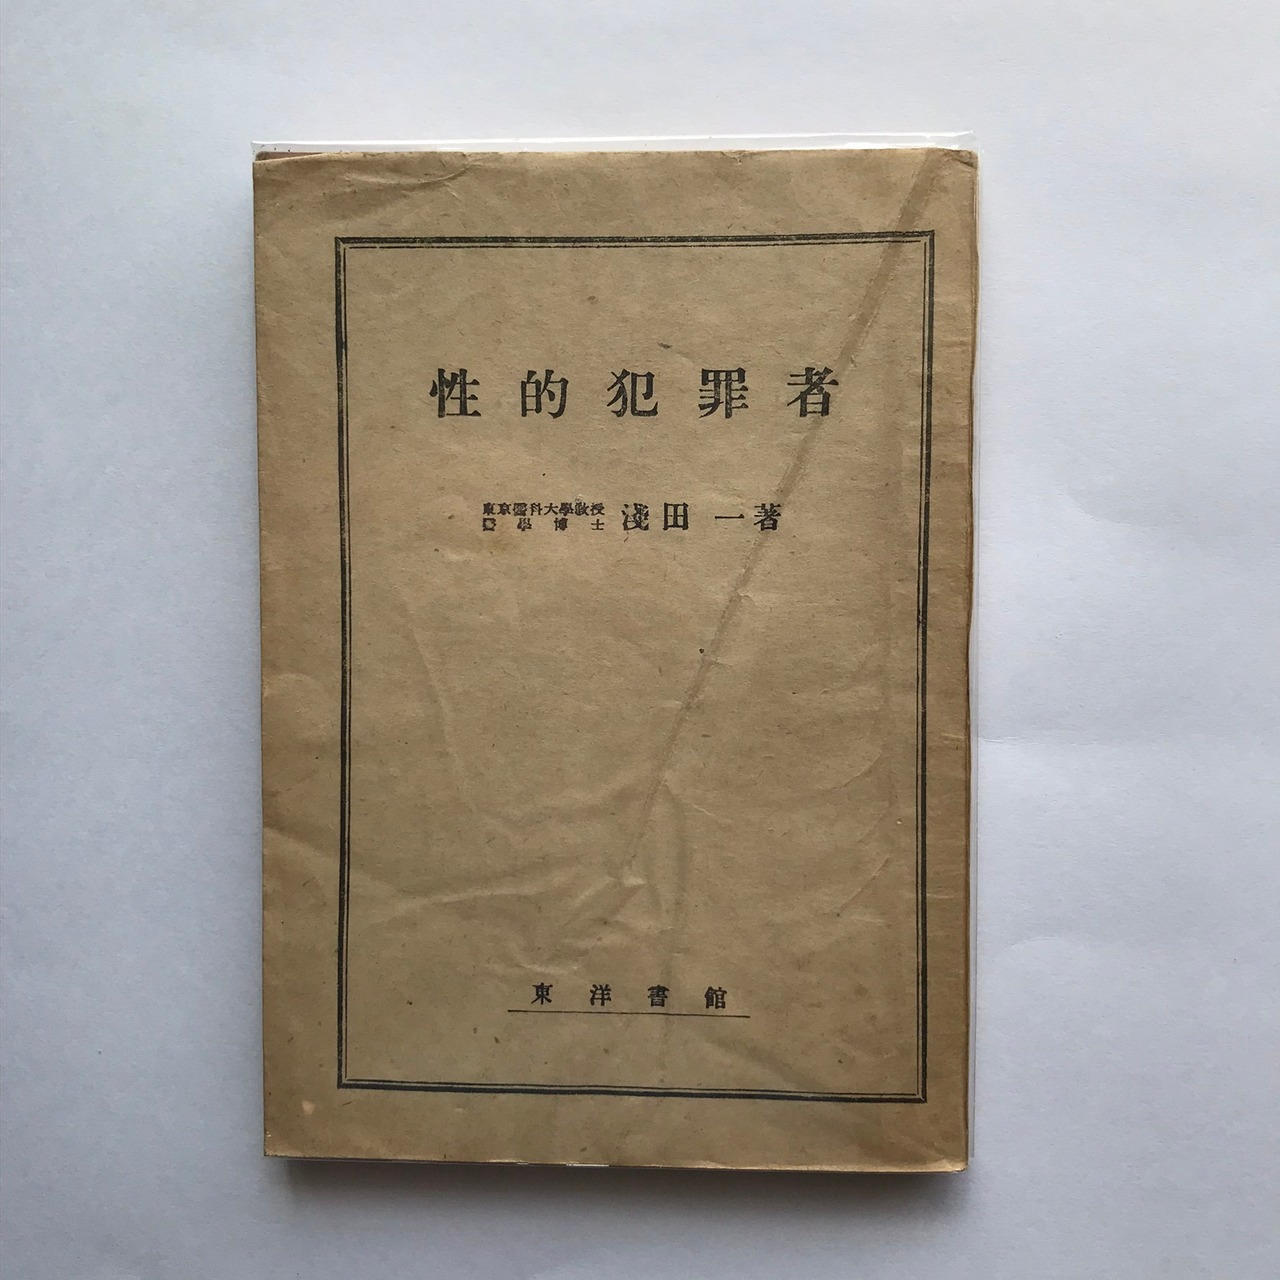 性的犯罪者
東京醫科大學敎授
醫學博士
淺田一著
東洋書館